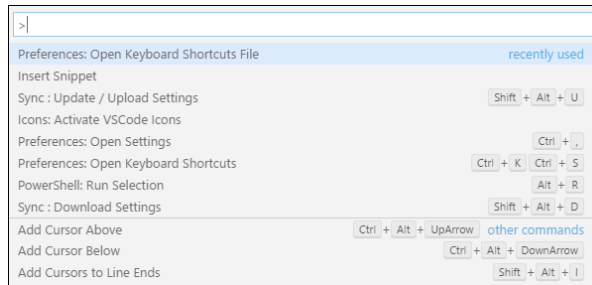 >
Preferences: Open Keyboard Shortcuts File recently used
Insert Snippet
Sync : Update / Upload Settings Shift + Alt + U
Icons: Activate VSCode Icons
Preferences: Open Settings Ctrl + ,
Preferences: Open Keyboard Shortcuts Ctrl + K Ctrl + S
PowerShell: Run Selection Alt + R
Sync : Download Settings Shift + Alt + D
Add Cursor Above Ctrl + Alt + UpArrow other commands
Add Cursor Below Ctrl + Alt + DownArrow
Add Cursors to Line Ends Shift + Alt + I